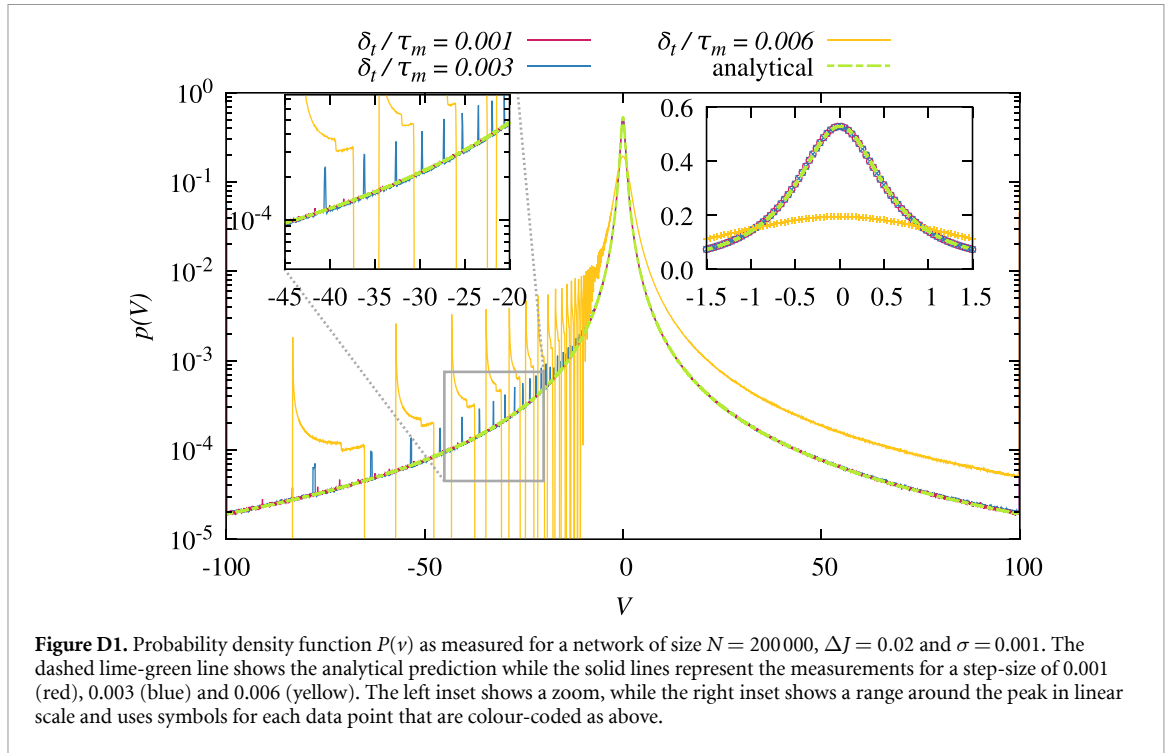 δt / τm = 0.001
δt / τm = 0.003
δt / τm = 0.006
analytical
10^0
10^-1
10^-2
10^-3
10^-4
10^-5
p(V)
-100
-50
0
50
100
V
10^-4
-45
-40
-35
-30
-25
-20
0.6
0.4
0.2
0.0
-1.5
-1
-0.5
0
0.5
1
1.5
Figure D1. Probability density function P(ν) as measured for a network of size N = 200 000, ΔJ = 0.02 and σ = 0.001. The
dashed lime-green line shows the analytical prediction while the solid lines represent the measurements for a step-size of 0.001
(red), 0.003 (blue) and 0.006 (yellow). The left inset shows a zoom, while the right inset shows a range around the peak in linear
scale and uses symbols for each data point that are colour-coded as above.